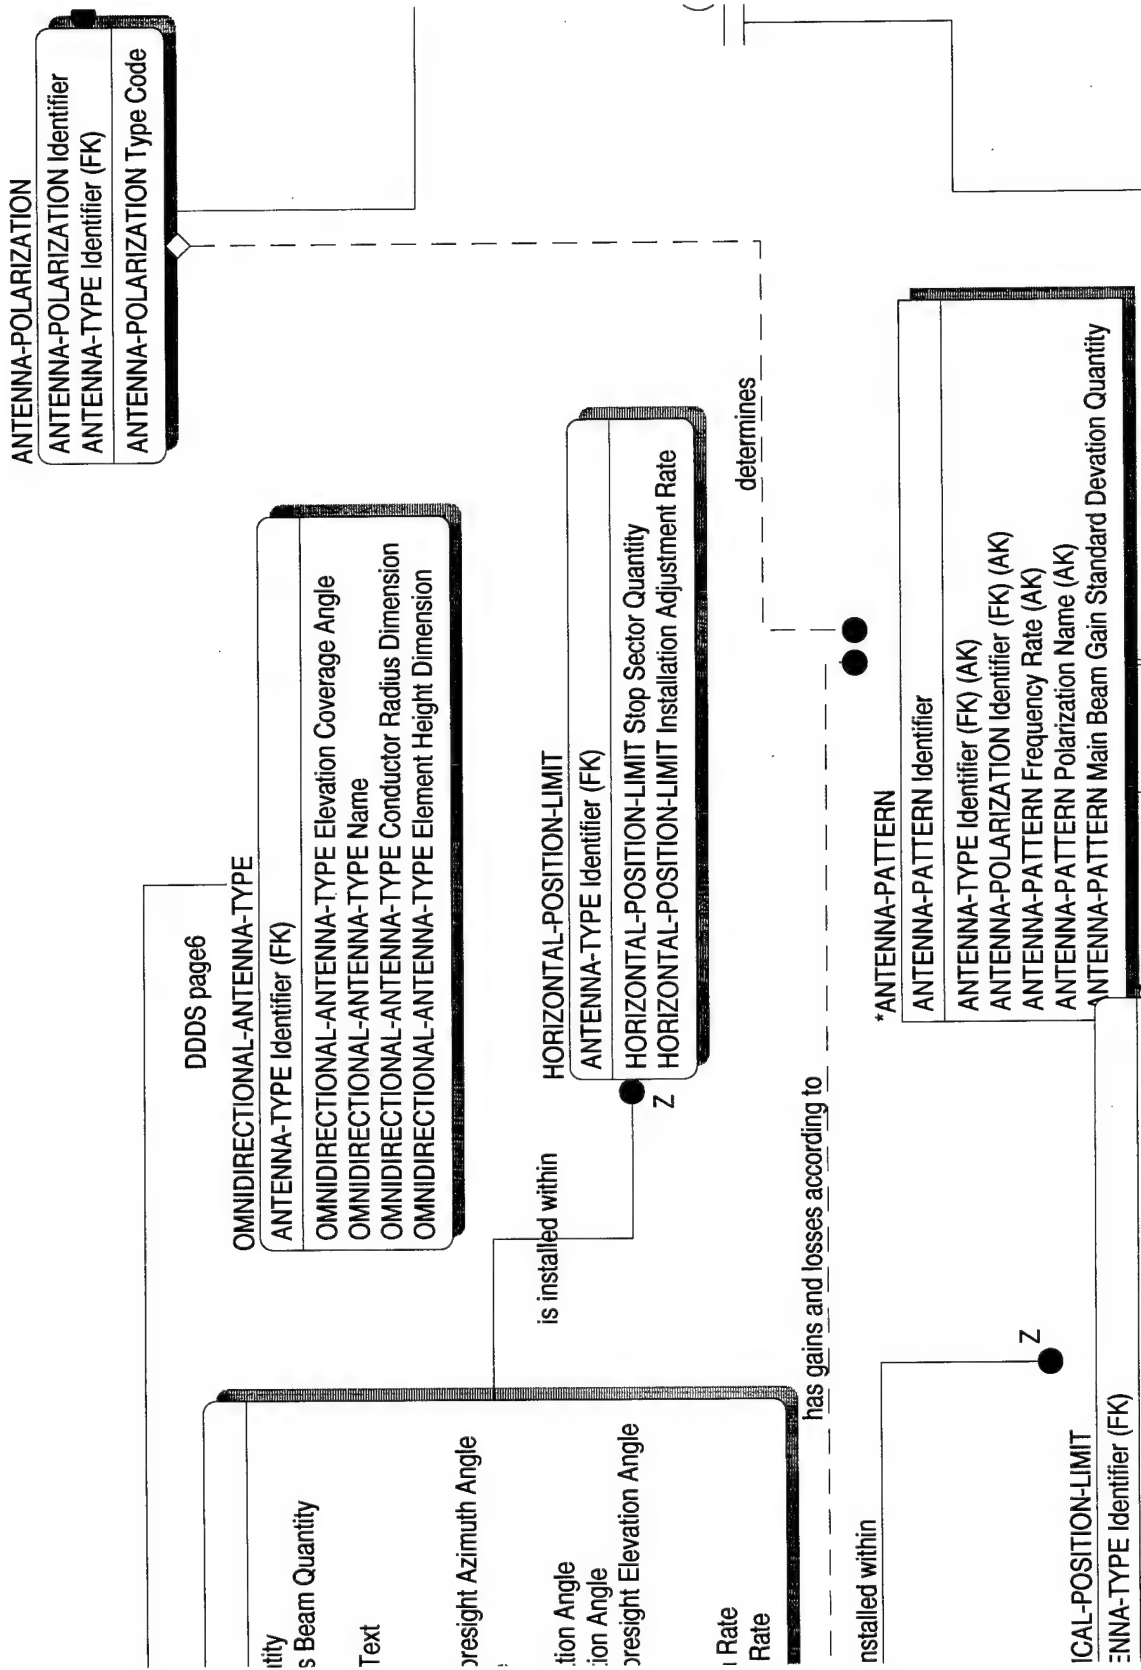 ANTENNA-POLARIZATION
ANTENNA-POLARIZATION Identifier
ANTENNA-TYPE Identifier (FK)
ANTENNA-POLARIZATION Type Code
DDDS page6
OMNIDIRECTIONAL-ANTENNA-TYPE
ANTENNA-TYPE Identifier (FK)
OMNIDIRECTIONAL-ANTENNA-TYPE Elevation Coverage Angle
OMNIDIRECTIONAL-ANTENNA-TYPE Name
OMNIDIRECTIONAL-ANTENNA-TYPE Conductor Radius Dimension
OMNIDIRECTIONAL-ANTENNA-TYPE Element Height Dimension
tity
s Beam Quantity
Text
oresight Azimuth Angle
tion Angle
ion Angle
oresight Elevation Angle
Rate
Rate
is installed within
HORIZONTAL-POSITION-LIMIT
ANTENNA-TYPE Identifier (FK)
HORIZONTAL-POSITION-LIMIT Stop Sector Quantity
HORIZONTAL-POSITION-LIMIT Installation Adjustment Rate
Z
determines
has gains and losses according to
*ANTENNA-PATTERN
ANTENNA-PATTERN Identifier
ANTENNA-TYPE Identifier (FK) (AK)
ANTENNA-POLARIZATION Identifier (FK) (AK)
ANTENNA-PATTERN Frequency Rate (AK)
ANTENNA-PATTERN Polarization Name (AK)
ANTENNA-PATTERN Main Beam Gain Standard Devation Quantity
nstalled within
Z
ICAL-POSITION-LIMIT
ENNA-TYPE Identifier (FK)